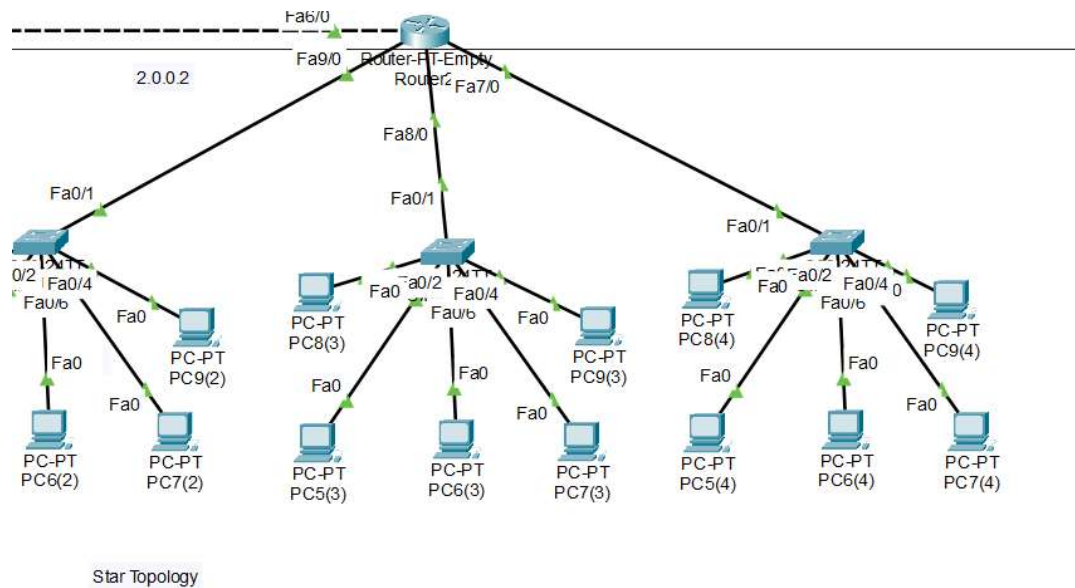 Fa6/0
Fa9/0
Router-PT-Empty
Router2
2.0.0.2
Fa7/0
Fa8/0
Fa0/1
Fa0/1
Fa0/1
0/2
Fa0/4
Fa0/6
Fa0
PC-PT
PC9(2)
Fa0
PC-PT
PC6(2)
Fa0
PC-PT
PC7(2)
Fa0/2
Fa0/4
Fa0/6
Fa0
PC-PT
PC8(3)
Fa0
PC-PT
PC9(3)
Fa0
PC-PT
PC5(3)
Fa0
PC-PT
PC6(3)
Fa0
PC-PT
PC7(3)
Fa0/2
Fa0/4
Fa0/6
Fa0
PC-PT
PC8(4)
PC-PT
PC9(4)
Fa0
PC-PT
PC5(4)
Fa0
PC-PT
PC6(4)
Fa0
PC-PT
PC7(4)
Star Topology